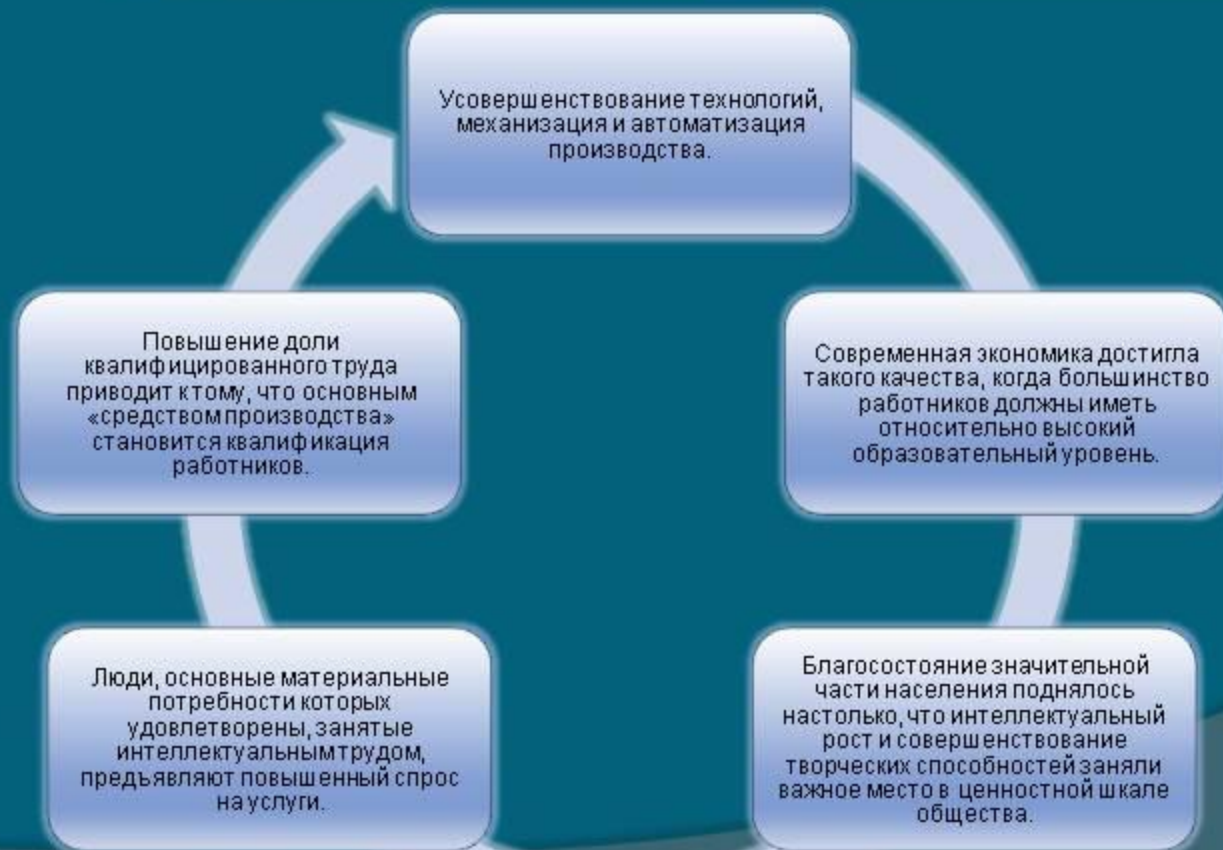 Усовершенствование технологий,
механизация и автоматизация
производства.
Современная экономика достигла
такого качества, когда большинство
работников должны иметь
относительно высокий
образовательный уровень.
Благосостояние значительной
части населения поднялось
настолько, что интеллектуальный
рост и совершенствование
творческих способностей заняли
важное место в ценностной шкале
общества.
Люди, основные материальные
потребности которых
удовлетворены, занятые
интеллектуальным трудом,
предъявляют повышенный спрос
на услуги.
Повышение доли
квалифицированного труда
приводит к тому, что основным
«средством производства»
становится квалификация
работников.